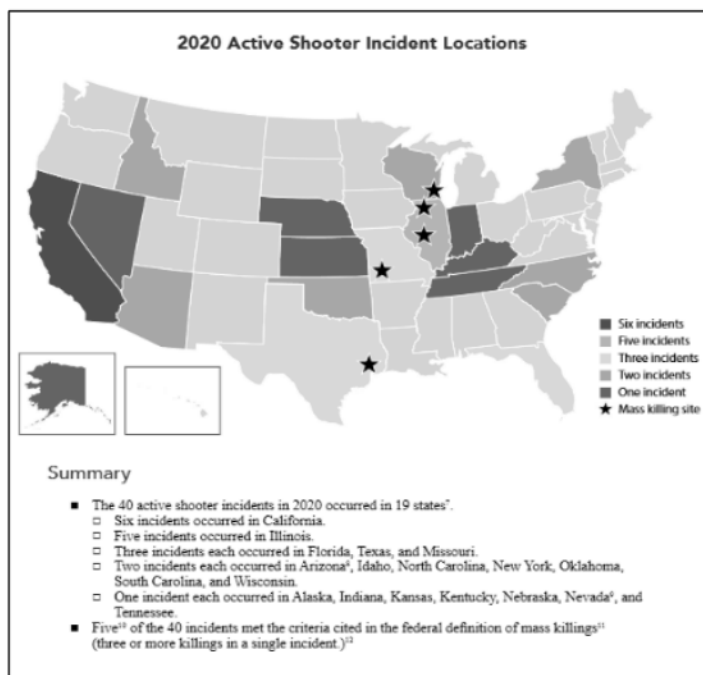 2020 Active Shooter Incident Locations
Six incidents
Five incidents
Three incidents
Two incidents
One incident
★ Mass killing site
Summary
■ The 40 active shooter incidents in 2020 occurred in 19 states⁷.
□ Six incidents occurred in California.
□ Five incidents occurred in Illinois.
□ Three incidents each occurred in Florida, Texas, and Missouri.
□ Two incidents each occurred in Arizona, Idaho, North Carolina, New York, Oklahoma,
South Carolina, and Wisconsin.
□ One incident each occurred in Alaska, Indiana, Kansas, Kentucky, Nebraska, Nevada, and
Tennessee.
■ Five¹⁰ of the 40 incidents met the criteria cited in the federal definition of mass killings¹¹
(three or more killings in a single incident.)¹²